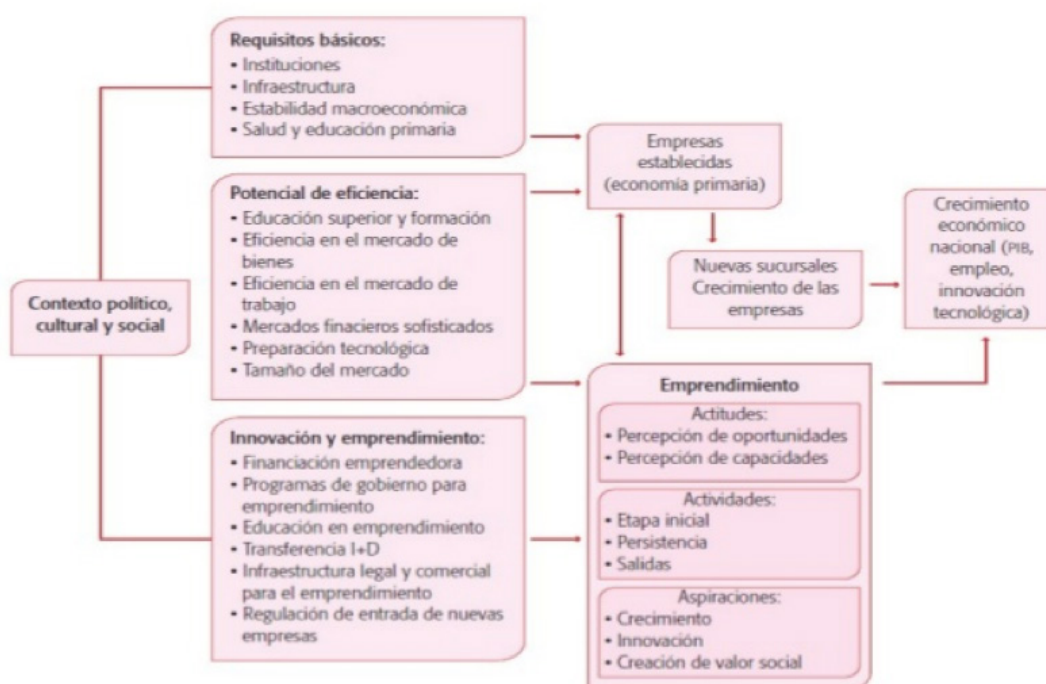 Requisitos básicos:
• Instituciones
• Infraestructura
• Estabilidad macroeconómica
• Salud y educación primaria
Potencial de eficiencia:
• Educación superior y formación
• Eficiencia en el mercado de
bienes
• Eficiencia en el mercado de
trabajo
• Mercados finacieros sofisticados
• Preparación tecnológica
• Tamaño del mercado
Contexto político,
cultural y social
Innovación y emprendimiento:
• Financiación emprendedora
• Programas de gobierno para
emprendimiento
• Educación en emprendimiento
• Transferencia I+D
• Infraestructura legal y comercial
para el emprendimiento
• Regulación de entrada de nuevas
empresas
Empresas
establecidas
(economía primaria)
Nuevas sucursales
Crecimiento de las
empresas
Crecimiento
económico
nacional (PIB,
empleo,
innovación
tecnológica)
Emprendimiento
Actitudes:
• Percepción de oportunidades
• Percepción de capacidades
Actividades:
• Etapa inicial
• Persistencia
• Salidas
Aspiraciones:
• Crecimiento
• Innovación
• Creación de valor social